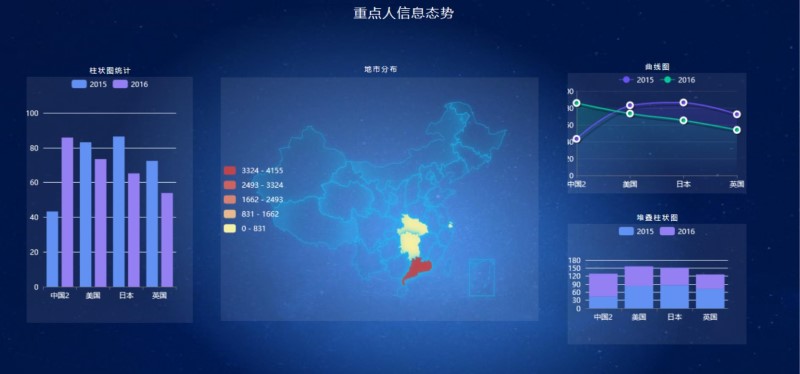 重点人信息态势
柱状图统计
2015 2016
100
80
60
40
20
0
中国2 美国 日本 英国
地市分布
3324 - 4155
2493 - 3324
1662 - 2493
831 - 1662
0 - 831
曲线图
2015 2016
80
60
40
20
0
中国2 美国 日本 英国
堆叠柱状图
2015 2016
180
150
120
90
60
30
0
中国2 美国 日本 英国